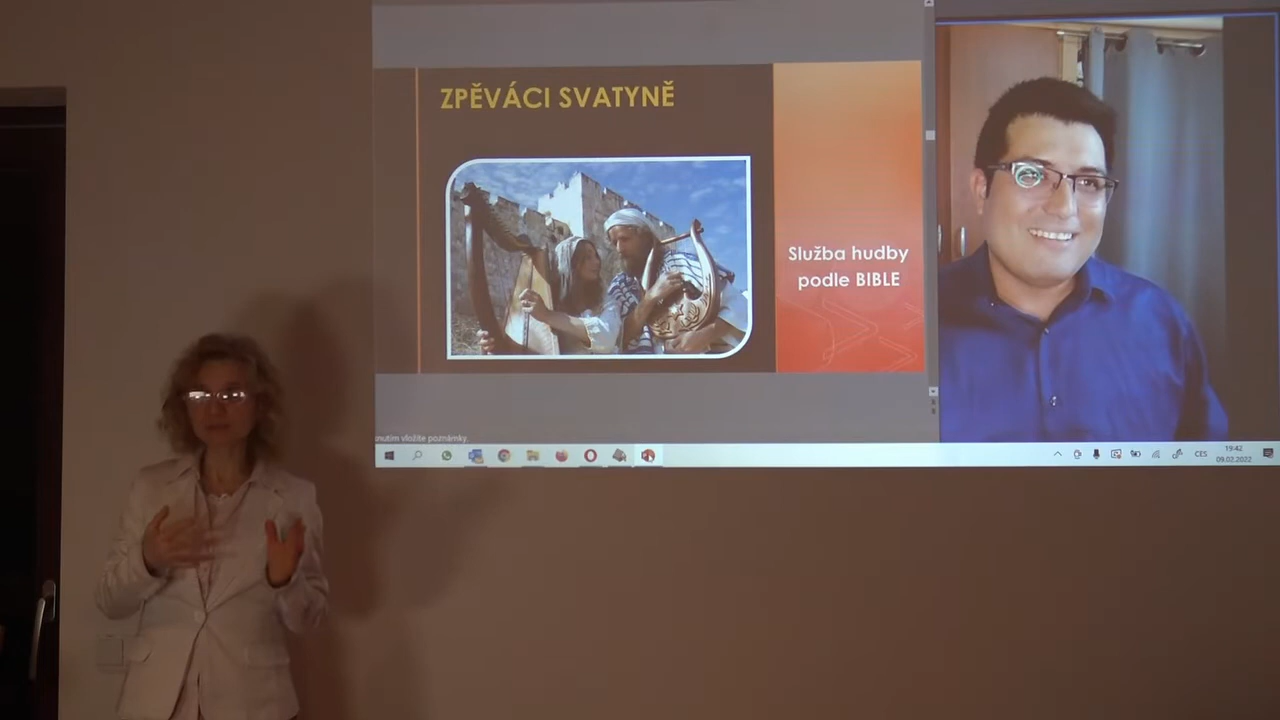 ZPĚVÁCI SVATYNĚ
Služba hudby
podle BIBLE
nutím vložíte poznámky.
CES
19:42
09.02.2022